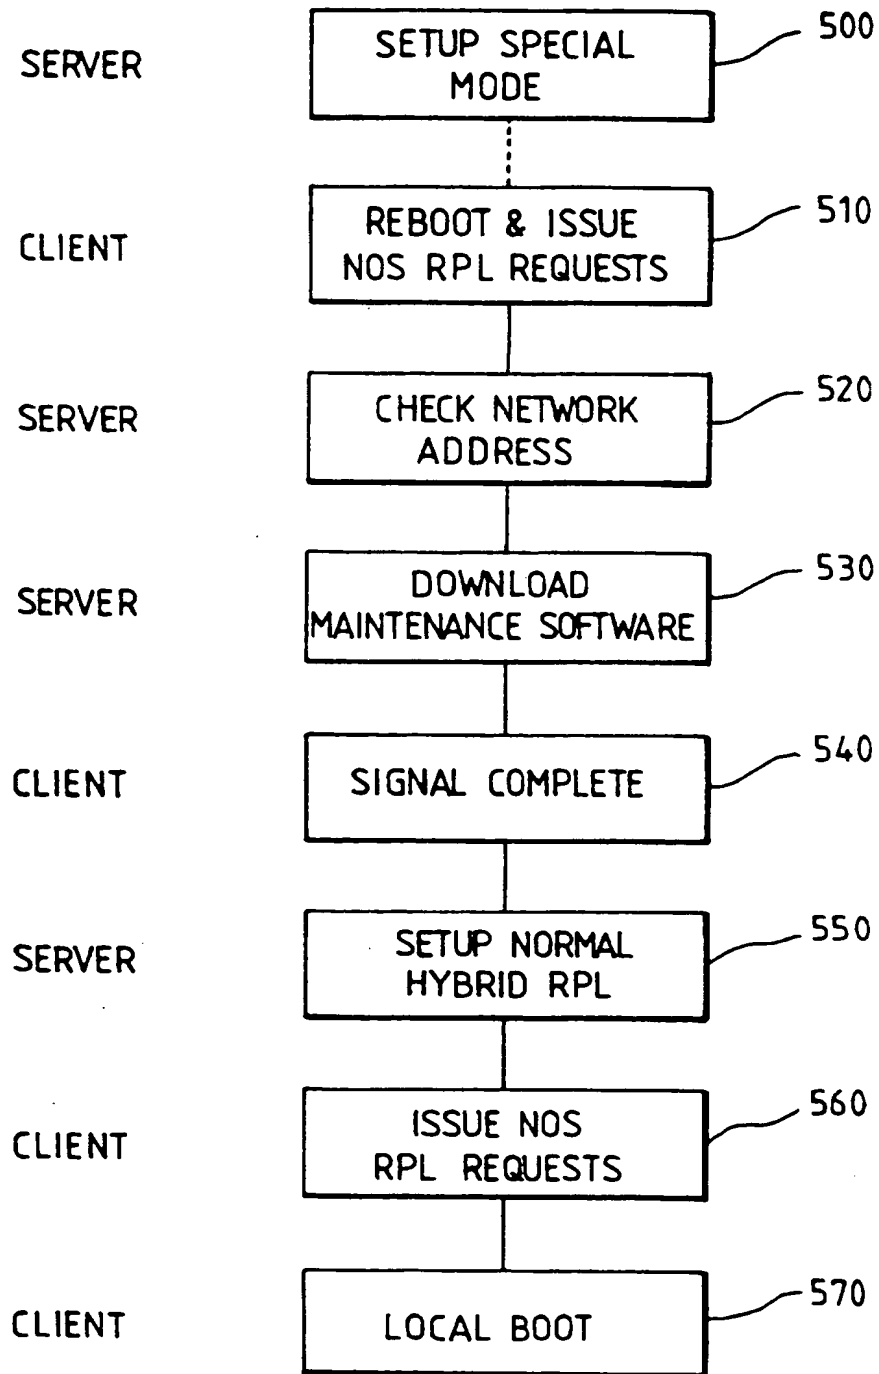 SERVER
SETUP SPECIAL
MODE
500
CLIENT
REBOOT & ISSUE
NOS RPL REQUESTS
510
SERVER
CHECK NETWORK
ADDRESS
520
SERVER
DOWNLOAD
MAINTENANCE SOFTWARE
530
CLIENT
SIGNAL COMPLETE
540
SERVER
SETUP NORMAL
HYBRID RPL
550
CLIENT
ISSUE NOS
RPL REQUESTS
560
CLIENT
LOCAL BOOT
570